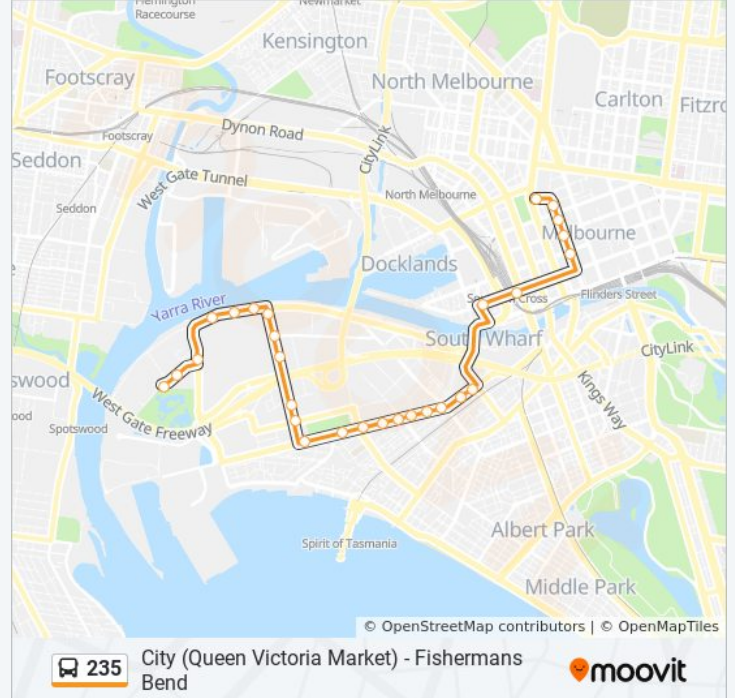 Flemington
Racecourse
Newmarket
Kensington
Footscray
North Melbourne
Carlton
Fitzro
Dynon Road
CityLink
Footscray
Seddon
West Gate Tunnel
North Melbourne
Seddon
Melbourne
Docklands
Yarra River
Southern Cross
Flinders Street
South Wharf
CityLink
swood
Kings Way
West Gate Freeway
ood
Spotswood
Spirit of Tasmania
Albert Park
Middle Park
© OpenStreetMap contributors | © OpenMapTiles
235
City (Queen Victoria Market) - Fishermans
Bend
moovit